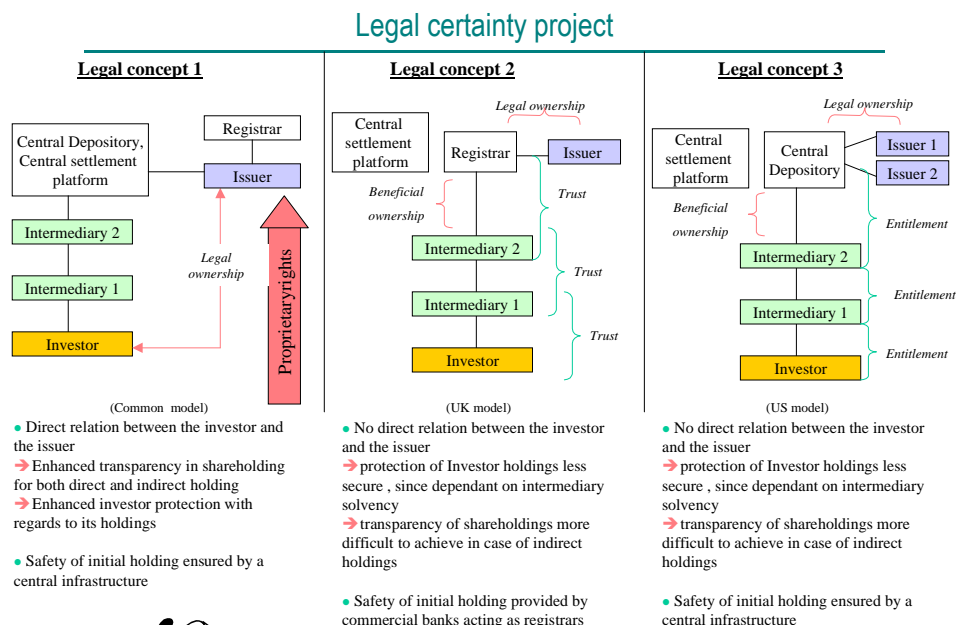 Legal certainty project
Legal concept 1
Central Depository,
Central settlement
platform
Registrar
Issuer
Intermediary 2
Intermediary 1
Investor
Legal
ownership
Proprietaryrights
(Common model)
● Direct relation between the investor and
the issuer
➔ Enhanced transparency in shareholding
for both direct and indirect holding
➔ Enhanced investor protection with
regards to its holdings
● Safety of initial holding ensured by a
central infrastructure
Legal concept 2
Legal ownership
Central
settlement
platform
Registrar
Issuer
Beneficial
ownership
Trust
Intermediary 2
Trust
Intermediary 1
Trust
Investor
(UK model)
● No direct relation between the investor
and the issuer
➔ protection of Investor holdings less
secure , since dependant on intermediary
solvency
➔ transparency of shareholdings more
difficult to achieve in case of indirect
holdings
● Safety of initial holding provided by
commercial banks acting as registrars
Legal concept 3
Legal ownership
Central
settlement
platform
Central
Depository
Issuer 1
Issuer 2
Beneficial
ownership
Entitlement
Intermediary 2
Entitlement
Intermediary 1
Entitlement
Investor
(US model)
● No direct relation between the investor
and the issuer
➔ protection of Investor holdings less
secure , since dependant on intermediary
solvency
➔ transparency of shareholdings more
difficult to achieve in case of indirect
holdings
● Safety of initial holding ensured by a
central infrastructure